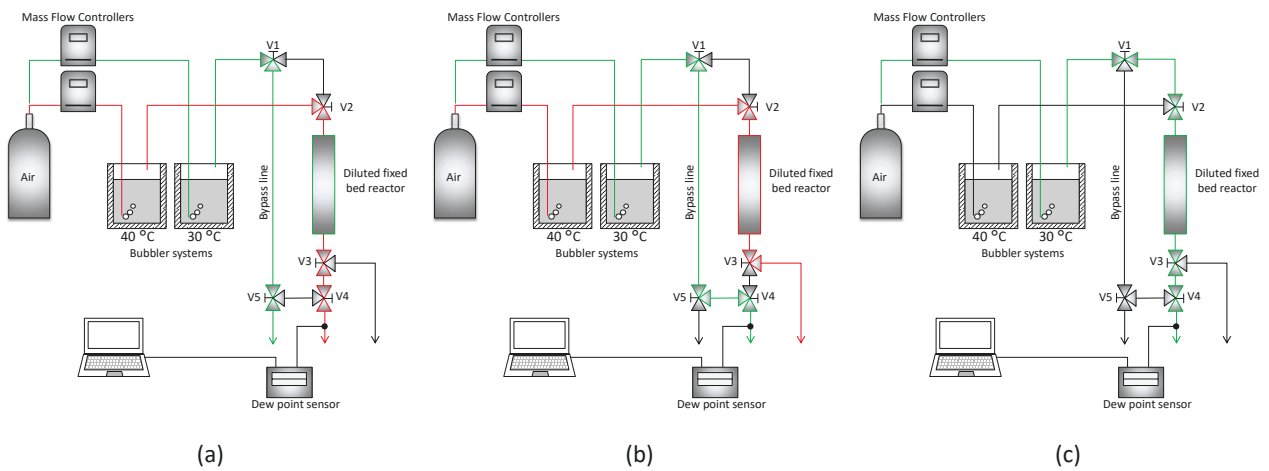 Mass Flow Controllers
V1
V2
Air
Bypass line
Diluted fixed
bed reactor
40 °C
30 °C
Bubbler systems
V3
V5
V4
Dew point sensor
(a)
Mass Flow Controllers
V1
V2
Air
Bypass line
Diluted fixed
bed reactor
40 °C
30 °C
Bubbler systems
V3
V5
V4
Dew point sensor
(b)
Mass Flow Controllers
V1
V2
Air
Bypass line
Diluted fixed
bed reactor
40 °C
30 °C
Bubbler systems
V3
V5
V4
Dew point sensor
(c)